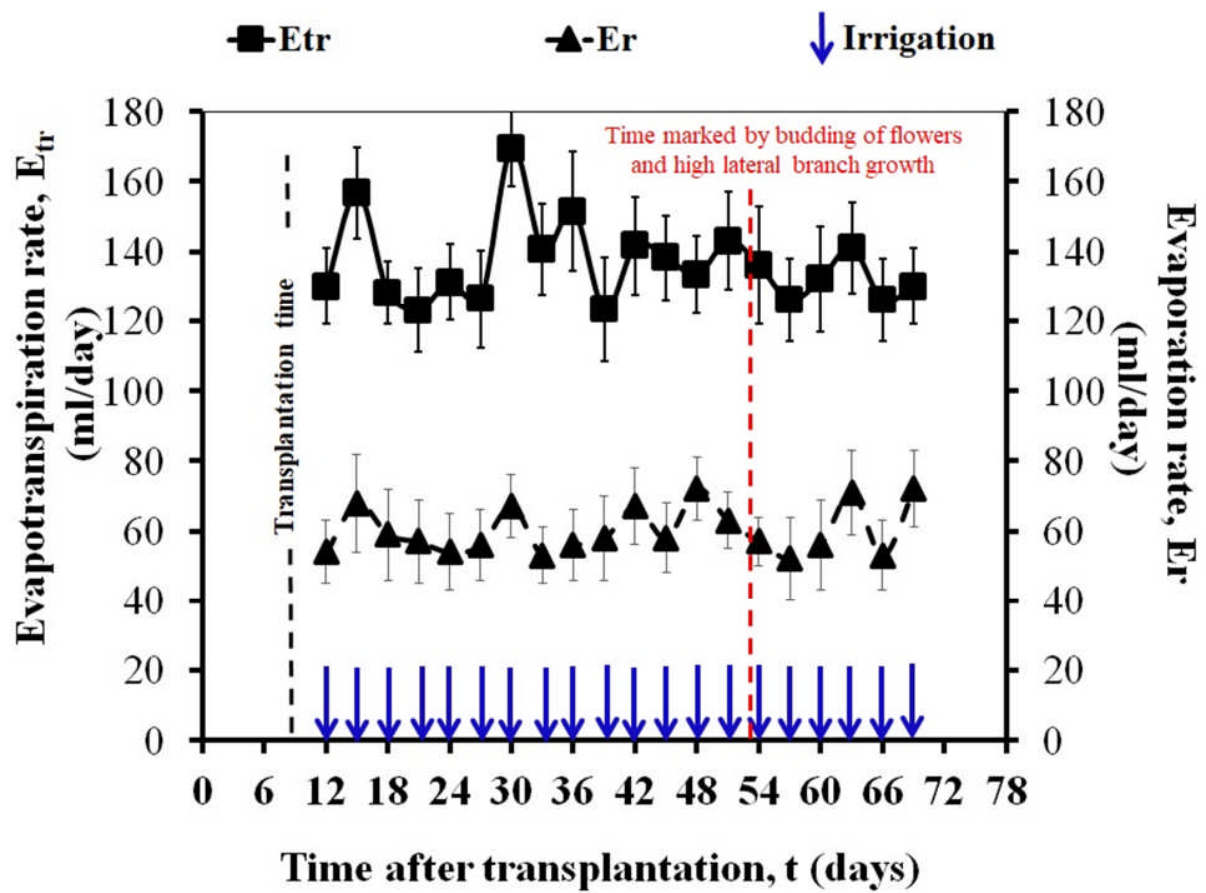 Etr
Er
Irrigation
Evapotranspiration rate, Etr
(ml/day)
180
160
140
120
100
80
60
40
20
0
Transplantation time
Time marked by budding of flowers
and high lateral branch growth
180
160
140
120
100
80
60
40
20
0
Evaporation rate, Er
(ml/day)
0 6 12 18 24 30 36 42 48 54 60 66 72 78
Time after transplantation, t (days)